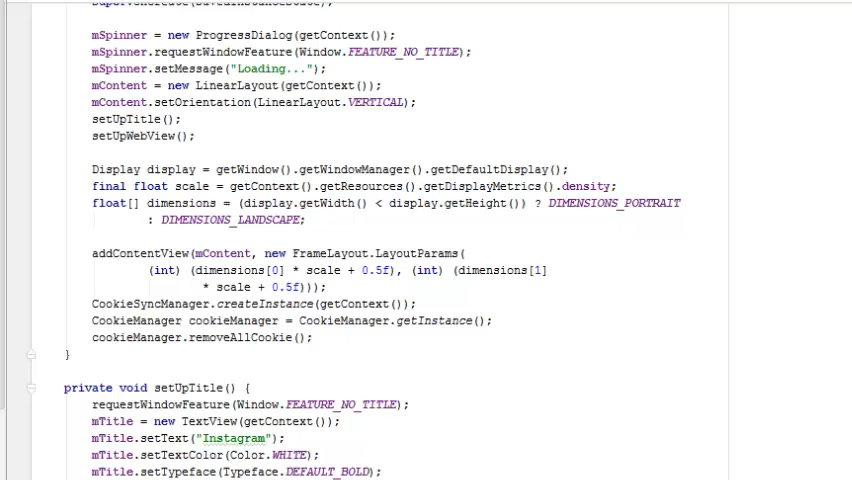 super.onCreate(savedInstanceState);
mSpinner = new ProgressDialog(getContext());
mSpinner.requestWindowFeature(Window.FEATURE_NO_TITLE);
mSpinner.setMessage("Loading...");
mContent = new LinearLayout(getContext());
mContent.setOrientation(LinearLayout.VERTICAL);
setUpTitle();
setUpWebView();
Display display = getWindow().getWindowManager().getDefaultDisplay();
final float scale = getContext().getResources().getDisplayMetrics().density;
float[] dimensions = (display.getWidth() < display.getHeight()) ? DIMENSIONS_PORTRAIT
: DIMENSIONS_LANDSCAPE;
addContentView(mContent, new FrameLayout.LayoutParams(
(int) (dimensions[0] * scale + 0.5f), (int) (dimensions[1]
* scale + 0.5f)));
CookieSyncManager.createInstance(getContext());
CookieManager cookieManager = CookieManager.getInstance();
cookieManager.removeAllCookie();
}
private void setUpTitle() {
requestWindowFeature(Window.FEATURE_NO_TITLE);
mTitle = new TextView(getContext());
mTitle.setText("Instagram");
mTitle.setTextColor(Color.WHITE);
mTitle.setTypeface(Typeface.DEFAULT_BOLD);